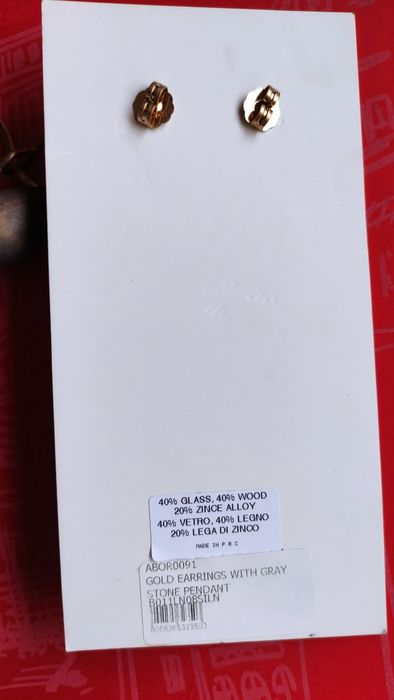 40% GLASS, 40% WOOD
20% ZINCE ALLOY
40% VETRO, 40% LEGNO
20% LEGA DI ZINCO
MADE IN P.R.C
ABOR0091
GOLD EARRINGS WITH GRAY
STONE PENDANT
B011LN08SILN